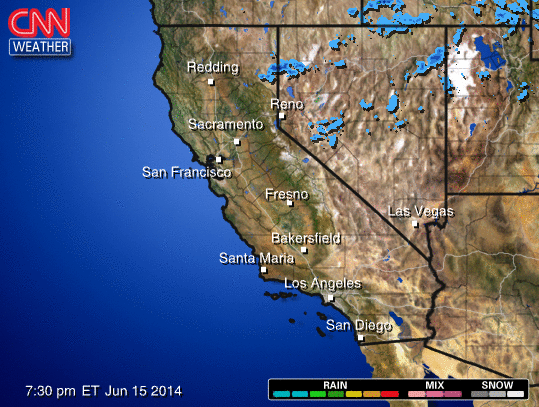 CNN
WEATHER
Redding
Reno
Sacramento
San Francisco
Fresno
Las Vegas
Bakersfield
Santa Maria
Los Angeles
San Diego
7:30 pm ET Jun 15 2014
RAIN MIX SNOW